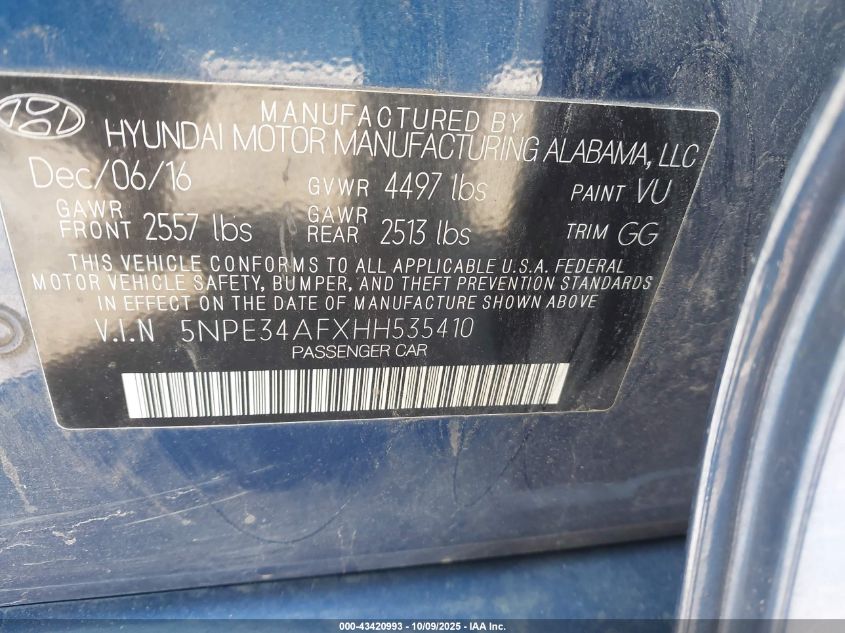 MANUFACTURED BY
HYUNDAI MOTOR MANUFACTURING ALABAMA, LLC
Dec/06/16 GVWR 4497 lbs PAINT VU
GAWR FRONT 2557 lbs GAWR REAR 2513 lbs TRIM GG
THIS VEHICLE CONFORMS TO ALL APPLICABLE U.S.A. FEDERAL
MOTOR VEHICLE SAFETY, BUMPER, AND THEFT PREVENTION STANDARDS
IN EFFECT ON THE DATE OF MANUFACTURE SHOWN ABOVE
V.I.N 5NPE34AFXHH535410
PASSENGER CAR
000-43420993 - 10/09/2025 - IAA Inc.